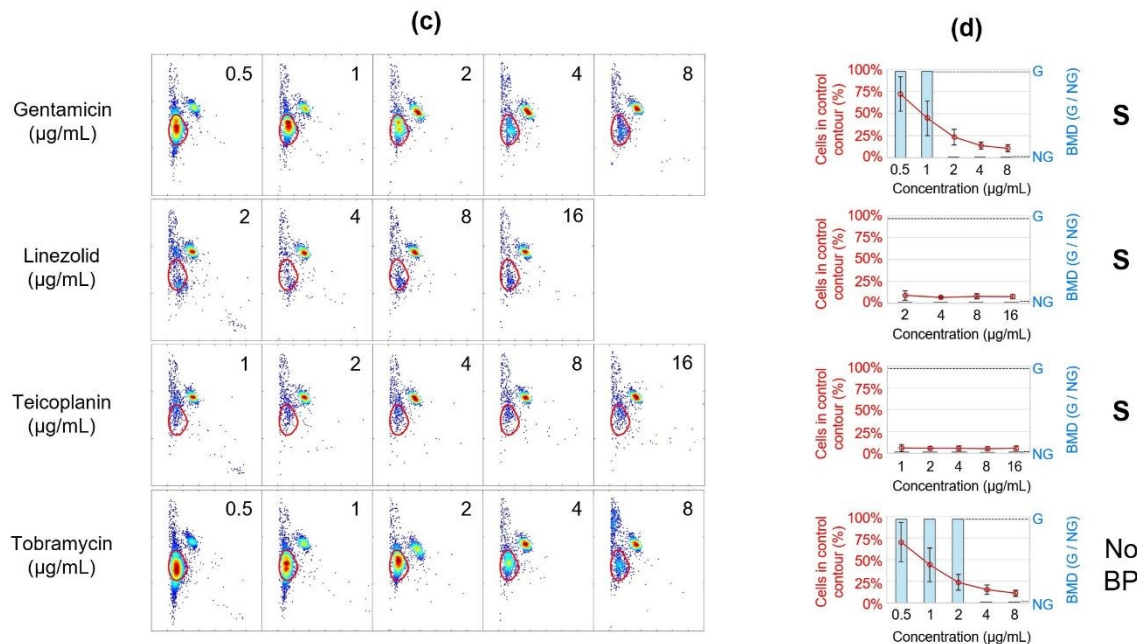 (c)
(d)
Gentamicin
(µg/mL)
0.5
1
2
4
8
Cells in control
contour (%)
100%
75%
50%
25%
0%
G
NG
BMD (G / NG)
0.5 1 2 4 8
Concentration (µg/mL)
S
Linezolid
(µg/mL)
2
4
8
16
Cells in control
contour (%)
100%
75%
50%
25%
0%
G
NG
BMD (G / NG)
2 4 8 16
Concentration (µg/mL)
S
Teicoplanin
(µg/mL)
1
2
4
8
16
Cells in control
contour (%)
100%
75%
50%
25%
0%
G
NG
BMD (G / NG)
1 2 4 8 16
Concentration (µg/mL)
S
Tobramycin
(µg/mL)
0.5
1
2
4
8
Cells in control
contour (%)
100%
75%
50%
25%
0%
G
NG
BMD (G / NG)
0.5 1 2 4 8
Concentration (µg/mL)
No
BP